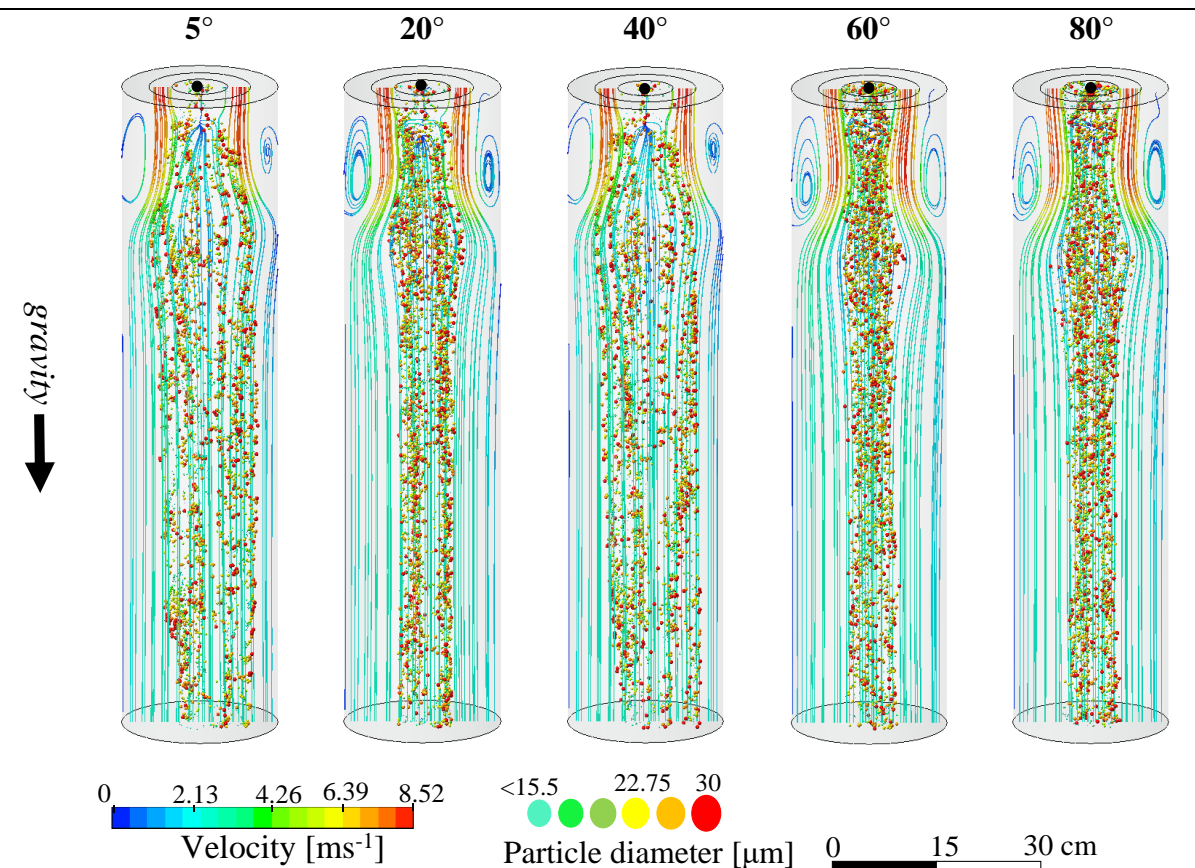 5° 20° 40° 60° 80°
gravity
0 2.13 4.26 6.39 8.52
Velocity [ms⁻¹]
<15.5 22.75 30
Particle diameter [µm]
0 15 30 cm